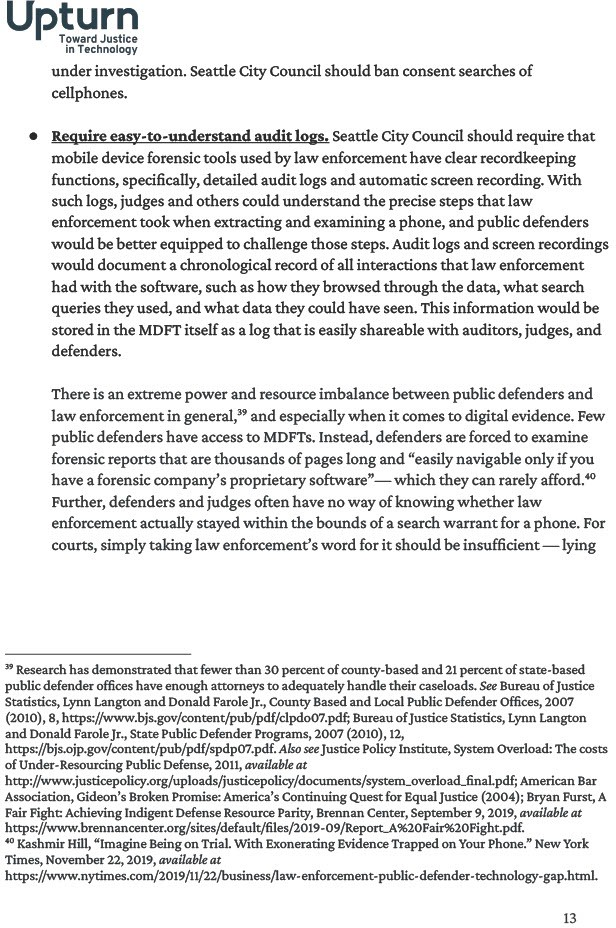 Upturn
Toward Justice
in Technology
under investigation. Seattle City Council should ban consent searches of
cellphones.
● Require easy-to-understand audit logs. Seattle City Council should require that
mobile device forensic tools used by law enforcement have clear recordkeeping
functions, specifically, detailed audit logs and automatic screen recording. With
such logs, judges and others could understand the precise steps that law
enforcement took when extracting and examining a phone, and public defenders
would be better equipped to challenge those steps. Audit logs and screen recordings
would document a chronological record of all interactions that law enforcement
had with the software, such as how they browsed through the data, what search
queries they used, and what data they could have seen. This information would be
stored in the MDFT itself as a log that is easily shareable with auditors, judges, and
defenders.
There is an extreme power and resource imbalance between public defenders and
law enforcement in general,³⁹ and especially when it comes to digital evidence. Few
public defenders have access to MDFTs. Instead, defenders are forced to examine
forensic reports that are thousands of pages long and “easily navigable only if you
have a forensic company’s proprietary software”— which they can rarely afford.⁴⁰
Further, defenders and judges often have no way of knowing whether law
enforcement actually stayed within the bounds of a search warrant for a phone. For
courts, simply taking law enforcement’s word for it should be insufficient — lying
³⁹ Research has demonstrated that fewer than 30 percent of county-based and 21 percent of state-based
public defender offices have enough attorneys to adequately handle their caseloads. See Bureau of Justice
Statistics, Lynn Langton and Donald Farole Jr., County Based and Local Public Defender Offices, 2007
(2010), 8, https://www.bjs.gov/content/pub/pdf/clpdo07.pdf; Bureau of Justice Statistics, Lynn Langton
and Donald Farole Jr., State Public Defender Programs, 2007 (2010), 12,
https://bjs.ojp.gov/content/pub/pdf/spdp07.pdf. Also see Justice Policy Institute, System Overload: The costs
of Under-Resourcing Public Defense, 2011, available at
http://www.justicepolicy.org/uploads/justicepolicy/documents/system_overload_final.pdf; American Bar
Association, Gideon’s Broken Promise: America’s Continuing Quest for Equal Justice (2004); Bryan Furst, A
Fair Fight: Achieving Indigent Defense Resource Parity, Brennan Center, September 9, 2019, available at
https://www.brennancenter.org/sites/default/files/2019-09/Report_A%20Fair%20Fight.pdf.
⁴⁰ Kashmir Hill, “Imagine Being on Trial. With Exonerating Evidence Trapped on Your Phone.” New York
Times, November 22, 2019, available at
https://www.nytimes.com/2019/11/22/business/law-enforcement-public-defender-technology-gap.html.
13